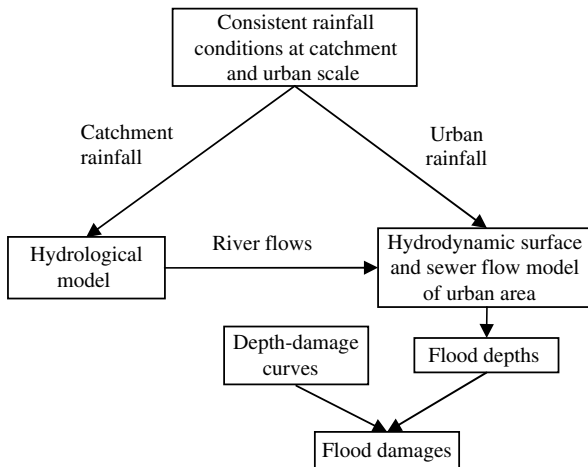 Consistent rainfall
conditions at catchment
and urban scale
Catchment
rainfall
Urban
rainfall
Hydrological
model
River flows
Hydrodynamic surface
and sewer flow model
of urban area
Depth-damage
curves
Flood depths
Flood damages